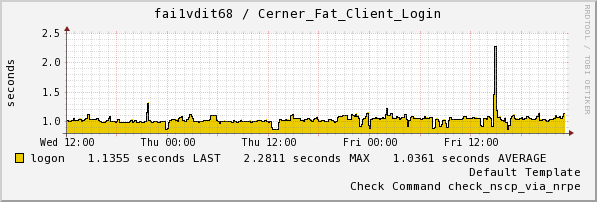 fai1vdit68 / Cerner_Fat_Client_Login
RRDTOOL / TOBI OETIKER
seconds
2.5
2.0
1.5
1.0
Wed 12:00 Thu 00:00 Thu 12:00 Fri 00:00 Fri 12:00
logon 1.1355 seconds LAST 2.2811 seconds MAX 1.0361 seconds AVERAGE
Default Template
Check Command check_nscp_via_nrpe